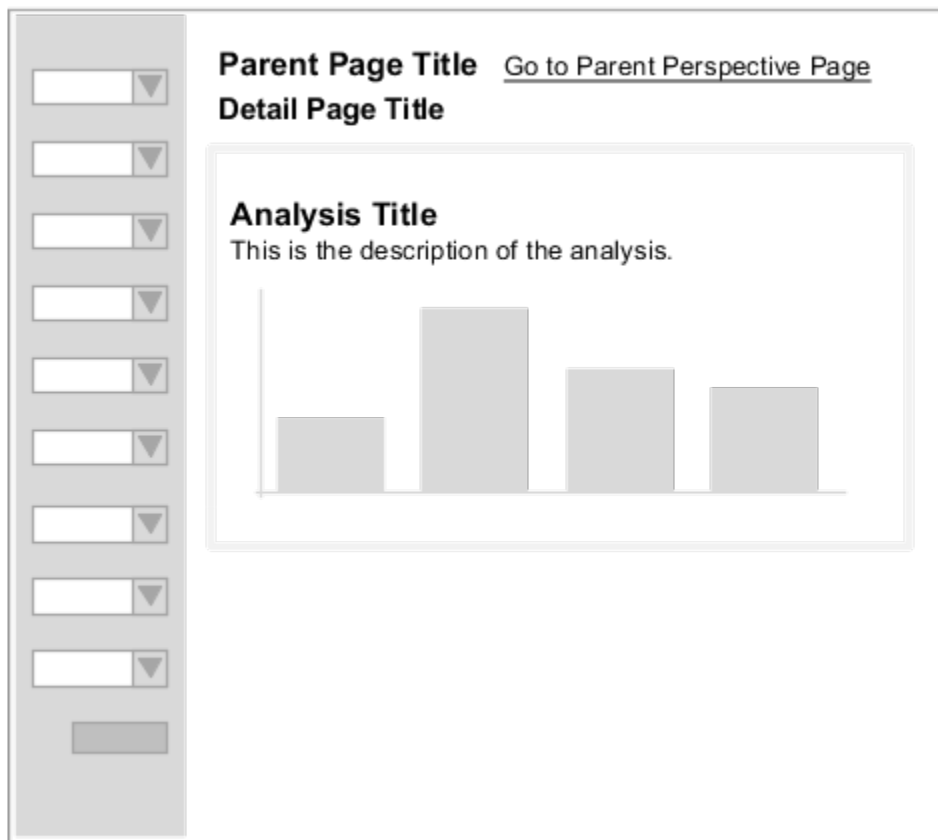 Parent Page Title Go to Parent Perspective Page
Detail Page Title
Analysis Title
This is the description of the analysis.